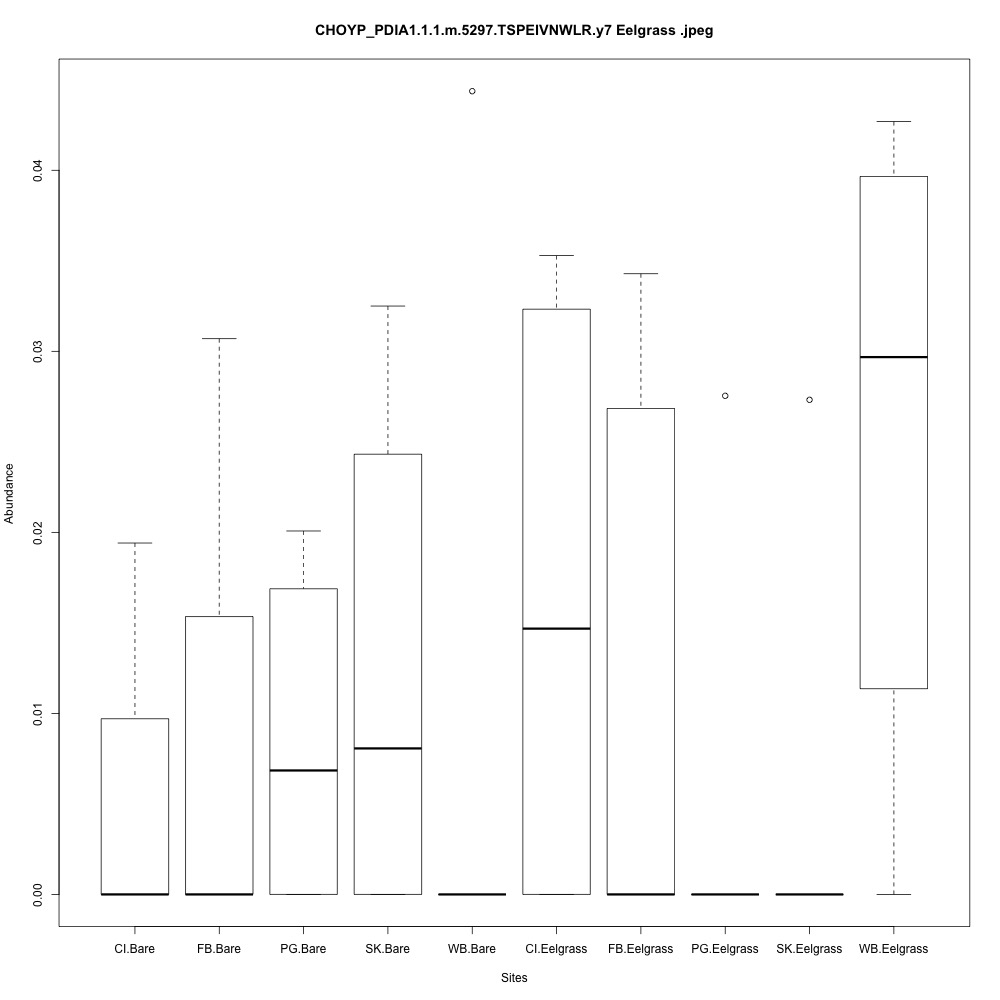 CHOYP_PDIA1.1.1.m.5297.TSPEIVNWLR.y7 Eelgrass .jpeg
Abundance
0.04
0.03
0.02
0.01
0.00
CI.Bare FB.Bare PG.Bare SK.Bare WB.Bare CI.Eelgrass FB.Eelgrass PG.Eelgrass SK.Eelgrass WB.Eelgrass
Sites